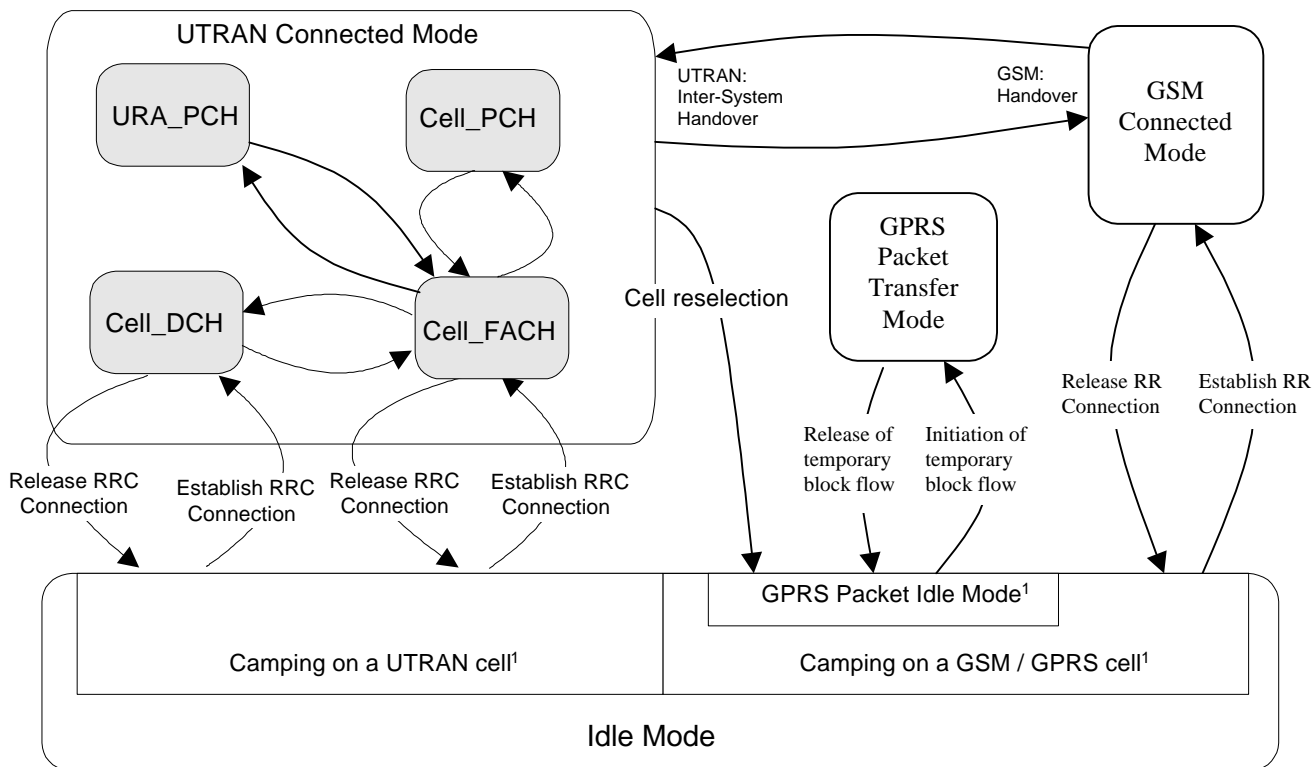 UTRAN Connected Mode
URA_PCH
Cell_PCH
Cell_DCH
Cell_FACH
UTRAN:
Inter-System
Handover
GSM:
Handover
GSM
Connected
Mode
GPRS
Packet
Transfer
Mode
Cell reselection
Release RRC
Connection
Establish RRC
Connection
Release RRC
Connection
Establish RRC
Connection
Release of
temporary
block flow
Initiation of
temporary
block flow
Release RR
Connection
Establish RR
Connection
GPRS Packet Idle Mode¹
Camping on a UTRAN cell¹
Camping on a GSM / GPRS cell¹
Idle Mode